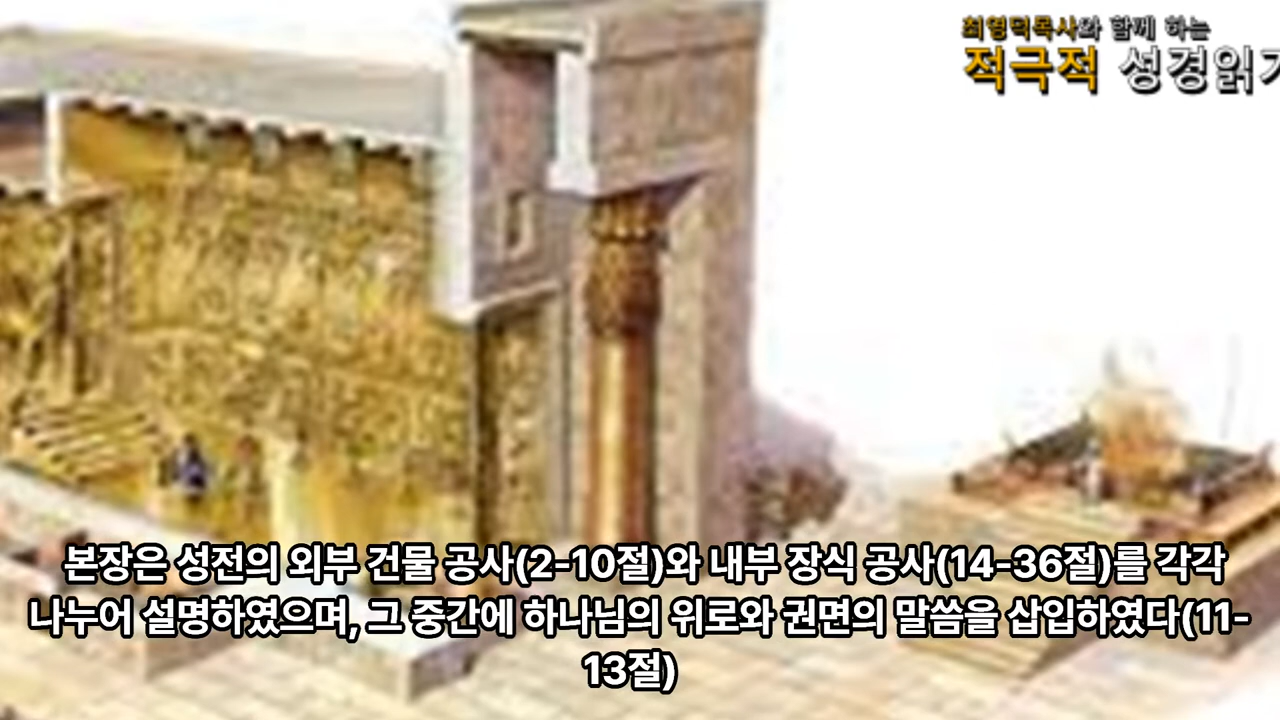 최영덕목사와 함께 하는
적극적 성경읽기
본장은 성전의 외부 건물 공사(2-10절)와 내부 장식 공사(14-36절)를 각각
나누어 설명하였으며, 그 중간에 하나님의 위로와 권면의 말씀을 삽입하였다(11-
13절)